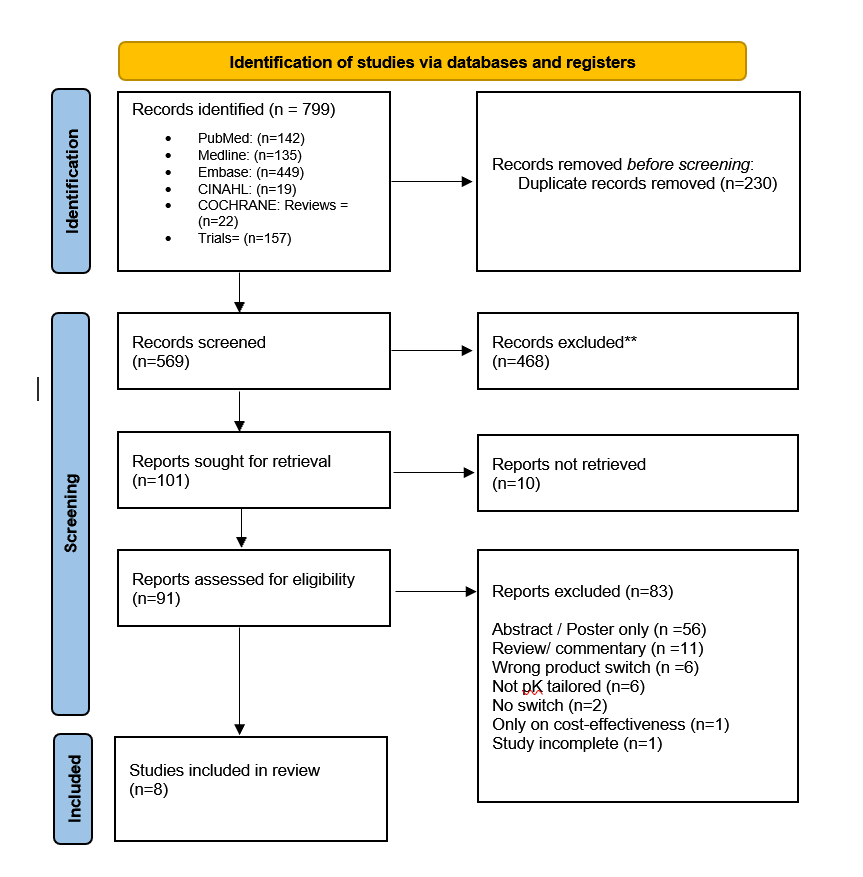 Identification of studies via databases and registers
Identification
Records identified (n = 799)
• PubMed: (n=142)
• Medline: (n=135)
• Embase: (n=449)
• CINAHL: (n=19)
• COCHRANE: Reviews =
(n=22)
• Trials= (n=157)
Records removed before screening:
Duplicate records removed (n=230)
Screening
Records screened
(n=569)
Records excluded**
(n=468)
Reports sought for retrieval
(n=101)
Reports not retrieved
(n=10)
Reports assessed for eligibility
(n=91)
Reports excluded (n=83)
Abstract / Poster only (n =56)
Review/ commentary (n =11)
Wrong product switch (n =6)
Not pK tailored (n=6)
No switch (n=2)
Only on cost-effectiveness (n=1)
Study incomplete (n=1)
Included
Studies included in review
(n=8)